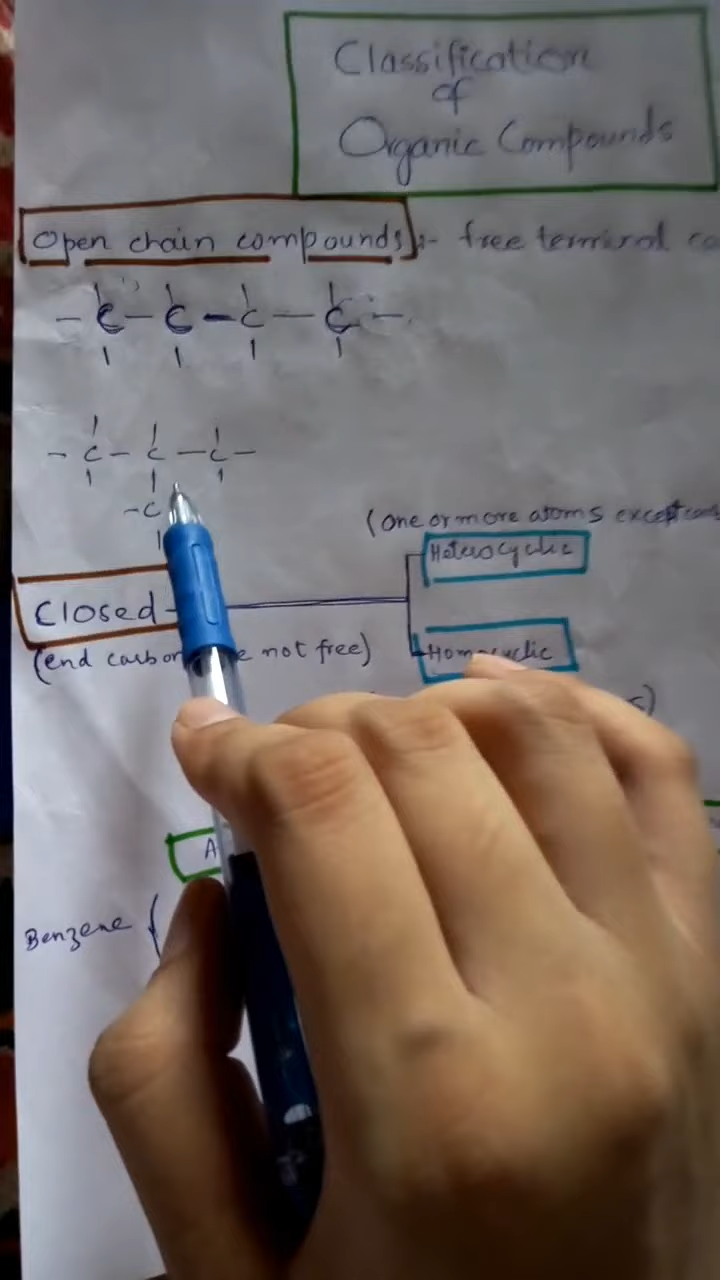 Classification
of
Organic Compounds
Open chain compounds :- free terminal
- C - C - C - C -
- C - C - C -
- C
(One or more atoms except
Heterocyclic
Closed
(end carbon not free)
Homocyclic
A
Benzene {